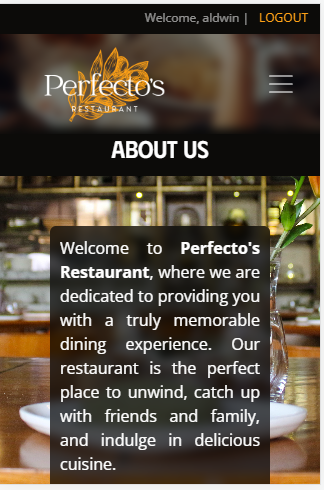 Welcome, aldwin | LOGOUT
Perfecto's
RESTAURANT
ABOUT US
Welcome to Perfecto's
Restaurant, where we are
dedicated to providing you
with a truly memorable
dining experience. Our
restaurant is the perfect
place to unwind, catch up
with friends and family,
and indulge in delicious
cuisine.